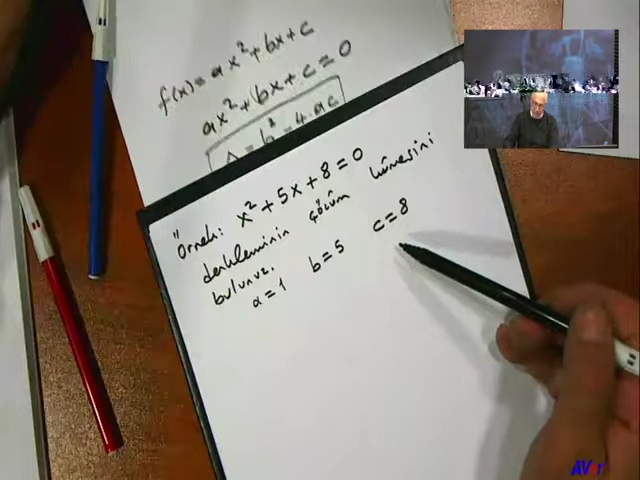 f(x)=ax²+bx+c
ax²+bx+c=0
Δ=b²-4.ac
"Örnek: x²+5x+8=0
denkleminin çözüm kümesini
bulunuz.
a=1 b=5 c=8